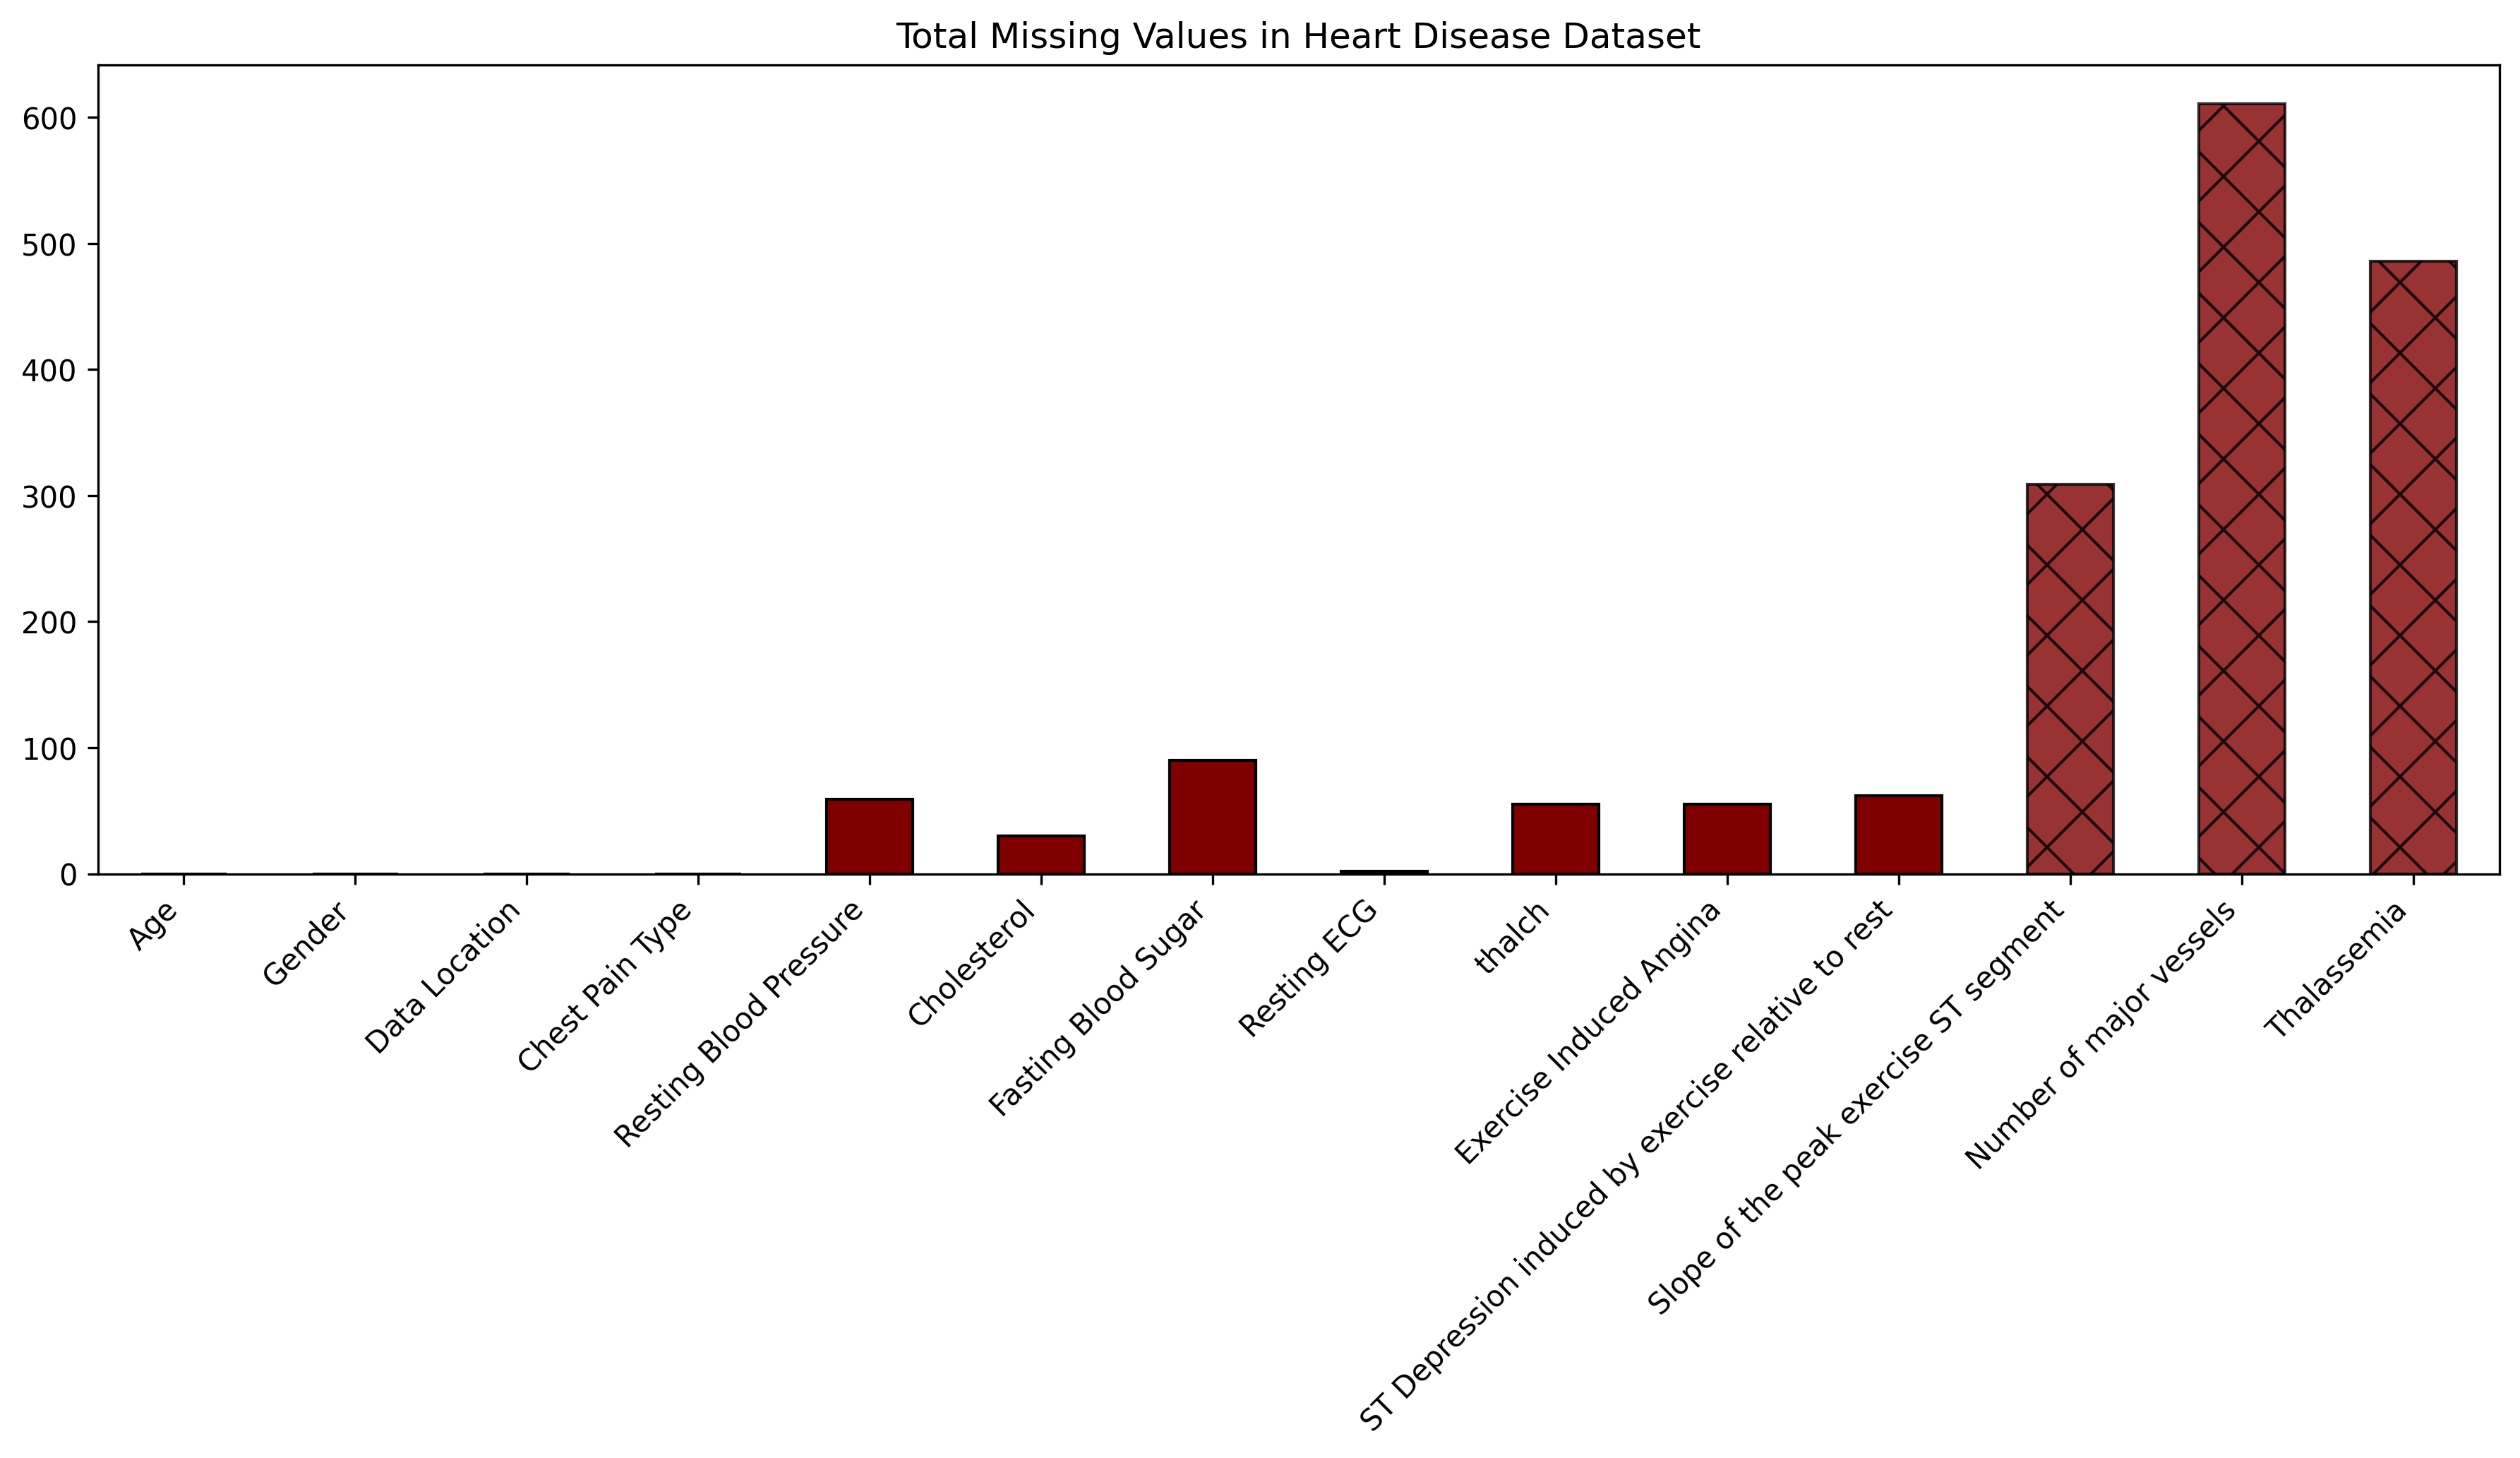 Total Missing Values in Heart Disease Dataset
600
500
400
300
200
100
0
Age
Gender
Data Location
Chest Pain Type
Resting Blood Pressure
Cholesterol
Fasting Blood Sugar
Resting ECG
thalch
Exercise Induced Angina
ST Depression induced by exercise relative to rest
Slope of the peak exercise ST segment
Number of major vessels
Thalassemia